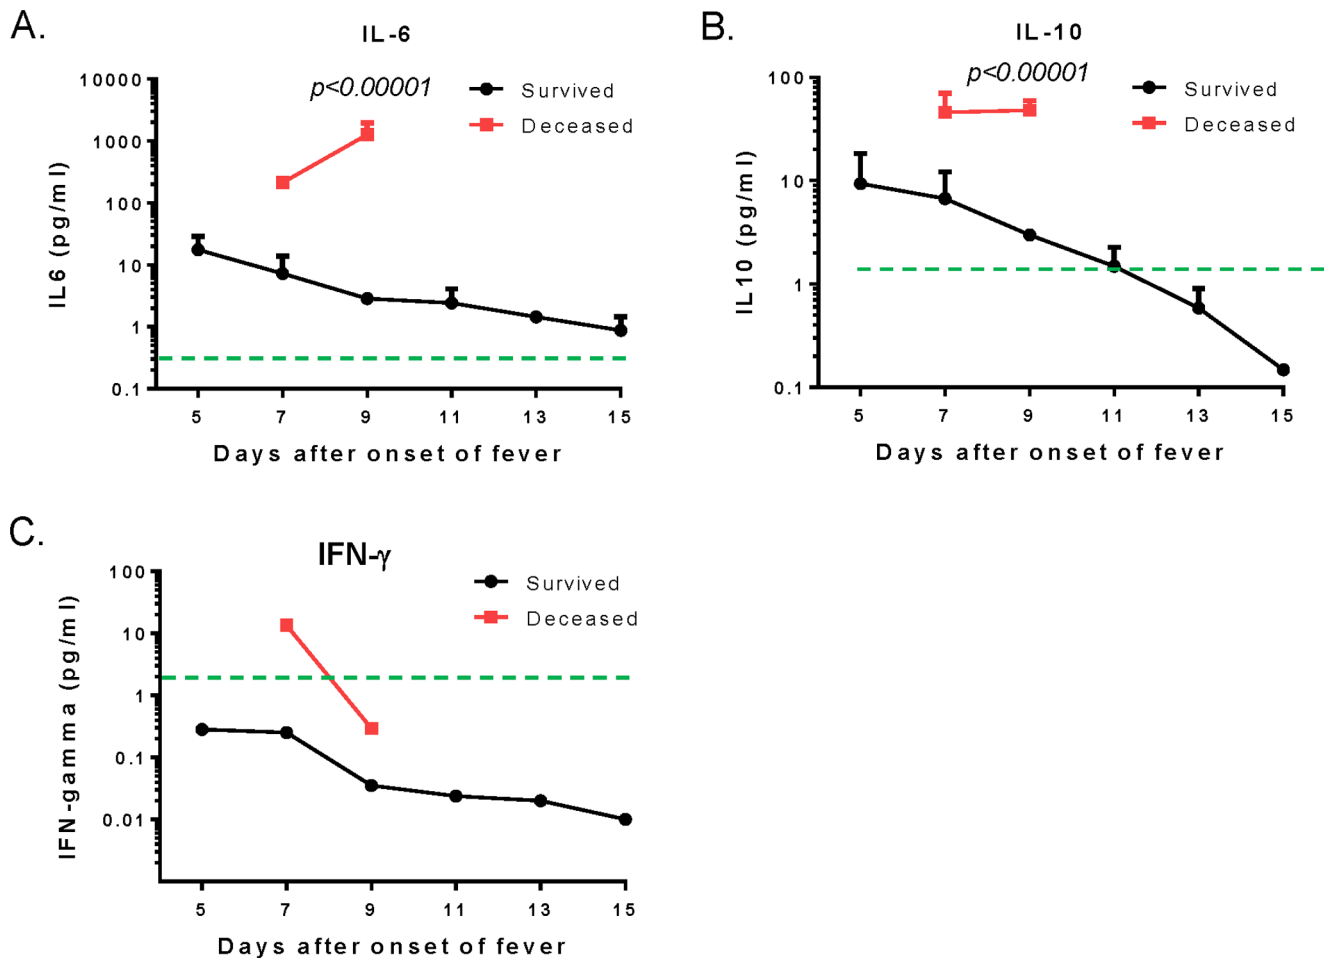 A.
IL-6
p<0.00001
Survived
Deceased
10000
1000
100
10
1
0.1
IL6 (pg/ml)
5 7 9 11 13 15
Days after onset of fever
B.
IL-10
p<0.00001
Survived
Deceased
100
10
1
0.1
IL10 (pg/ml)
5 7 9 11 13 15
Days after onset of fever
C.
IFN-γ
Survived
Deceased
100
10
1
0.1
0.01
IFN-gamma (pg/ml)
5 7 9 11 13 15
Days after onset of fever